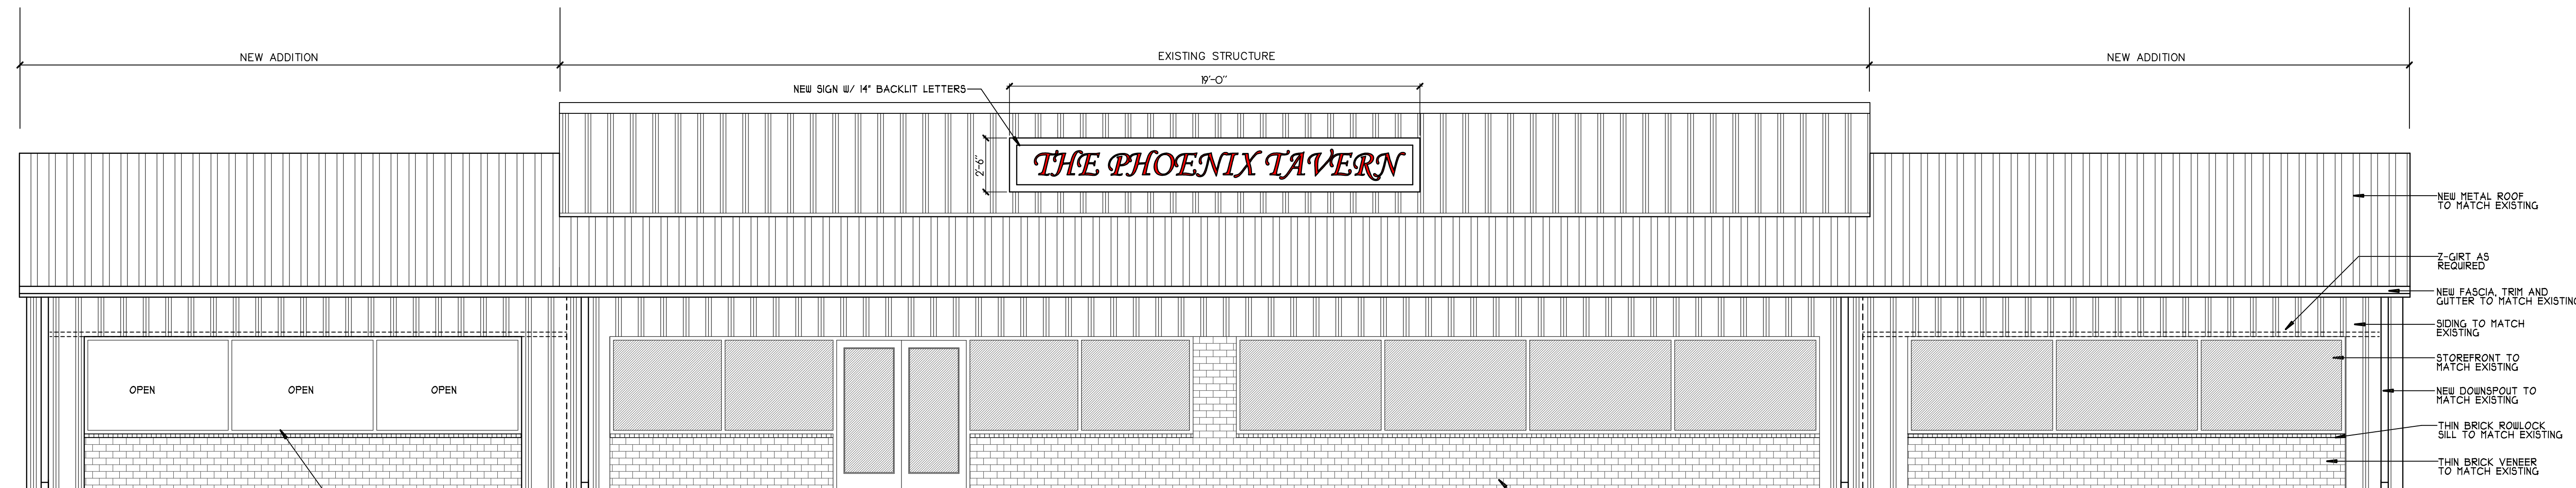 NEW ADDITION
EXISTING STRUCTURE
NEW ADDITION
19'-0"
NEW SIGN W/ 14" BACKLIT LETTERS
2'-6"
THE PHOENIX TAVERN
NEW METAL ROOF
TO MATCH EXISTING
Z-GIRT AS
REQUIRED
NEW FASCIA, TRIM AND
GUTTER TO MATCH EXISTING
SIDING TO MATCH
EXISTING
STOREFRONT TO
MATCH EXISTING
OPEN
OPEN
OPEN
NEW DOWNSPOUT TO
MATCH EXISTING
THIN BRICK ROWLOCK
SILL TO MATCH EXISTING
THIN BRICK VENEER
TO MATCH EXISTING